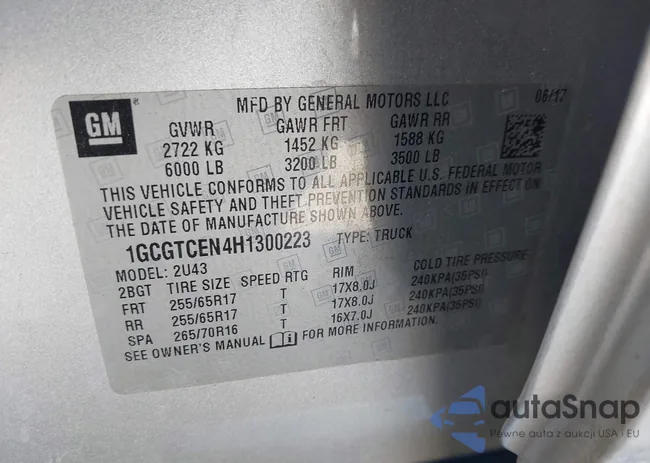 GM
MFD BY GENERAL MOTORS LLC 06/17
GVWR GAWR FRT GAWR RR
2722 KG 1452 KG 1588 KG
6000 LB 3200 LB 3500 LB
THIS VEHICLE CONFORMS TO ALL APPLICABLE U.S. FEDERAL MOTOR
VEHICLE SAFETY AND THEFT PREVENTION STANDARDS IN EFFECT ON
THE DATE OF MANUFACTURE SHOWN ABOVE.
1GCGTCEN4H1300223 TYPE: TRUCK
MODEL: 2U43
2BGT TIRE SIZE SPEED RTG RIM COLD TIRE PRESSURE
FRT 255/65R17 T 17X8.0J 240KPA(35PSI)
RR 255/65R17 T 17X8.0J 240KPA(35PSI)
SPA 265/70R16 T 16X7.0J 240KPA(35PSI)
SEE OWNER'S MANUAL FOR MORE INFORMATION.
autaSnap
Pewne auta z aukcji USA i EU